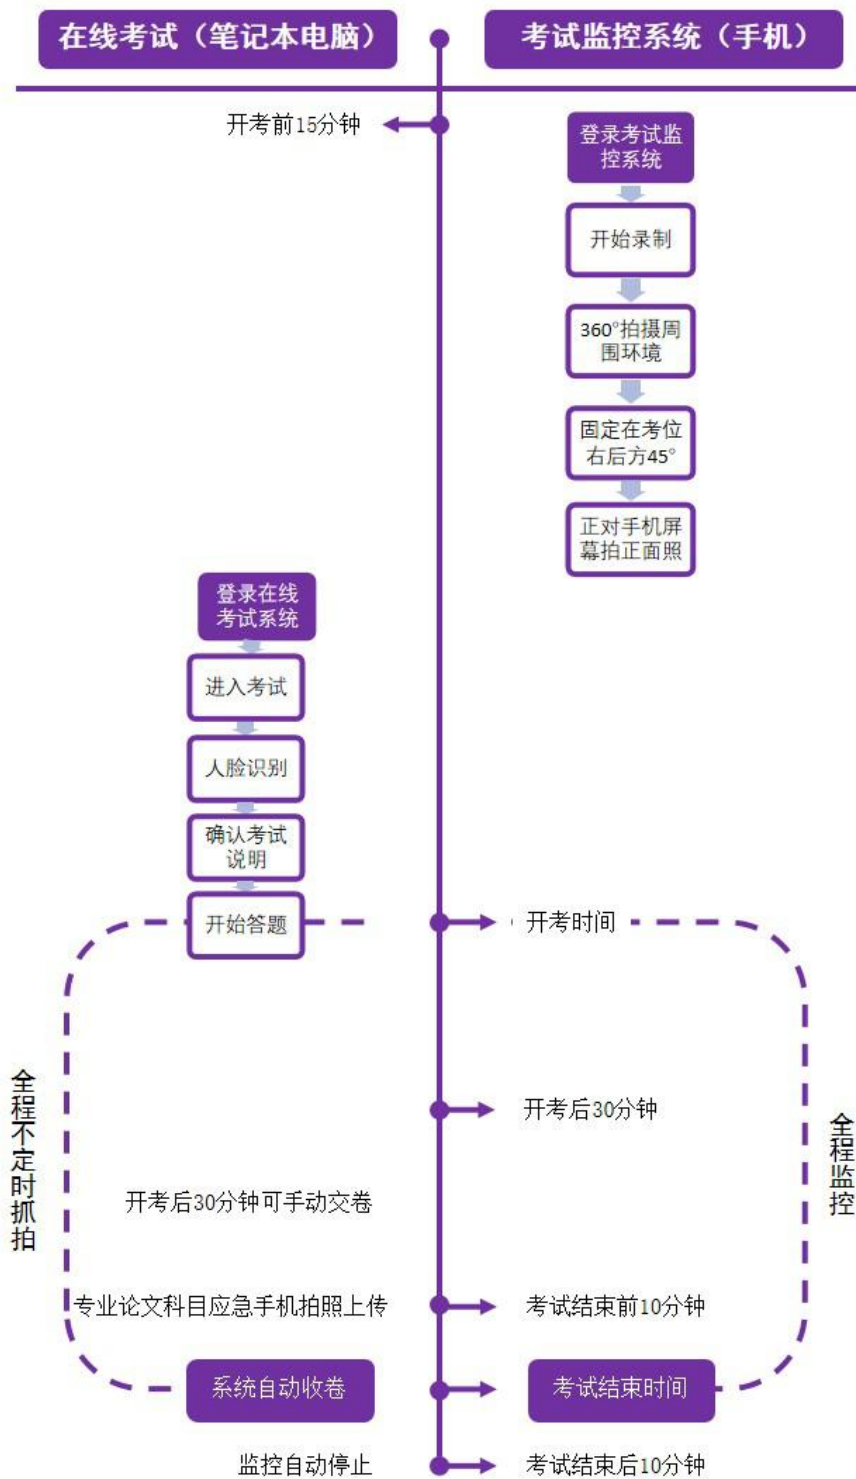 在线考试（笔记本电脑）
考试监控系统（手机）
开考前15分钟
登录考试监
控系统
开始录制
360°拍摄周
围环境
固定在考位
右后方45°
正对手机屏
幕拍正面照
登录在线
考试系统
进入考试
人脸识别
确认考试
说明
开始答题
开考时间
全程不定时抓拍
开考后30分钟
全程监控
开考后30分钟可手动交卷
专业论文科目应急手机拍照上传
考试结束前10分钟
系统自动收卷
考试结束时间
监控自动停止
考试结束后10分钟